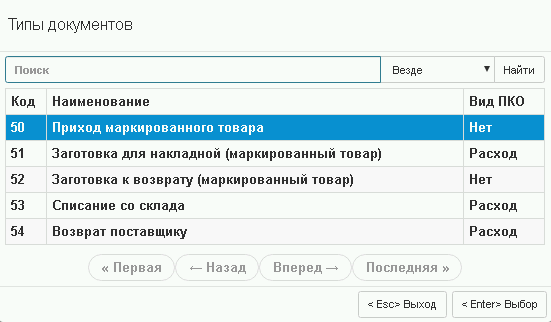 Типы документов
Поиск Везде Найти
Код Наименование Вид ПКО
50 Приход маркированного товара Нет
51 Заготовка для накладной (маркированный товар) Расход
52 Заготовка к возврату (маркированный товар) Нет
53 Списание со склада Расход
54 Возврат поставщику Расход
« Первая ← Назад Вперед → Последняя »
< Esc> Выход < Enter> Выбор